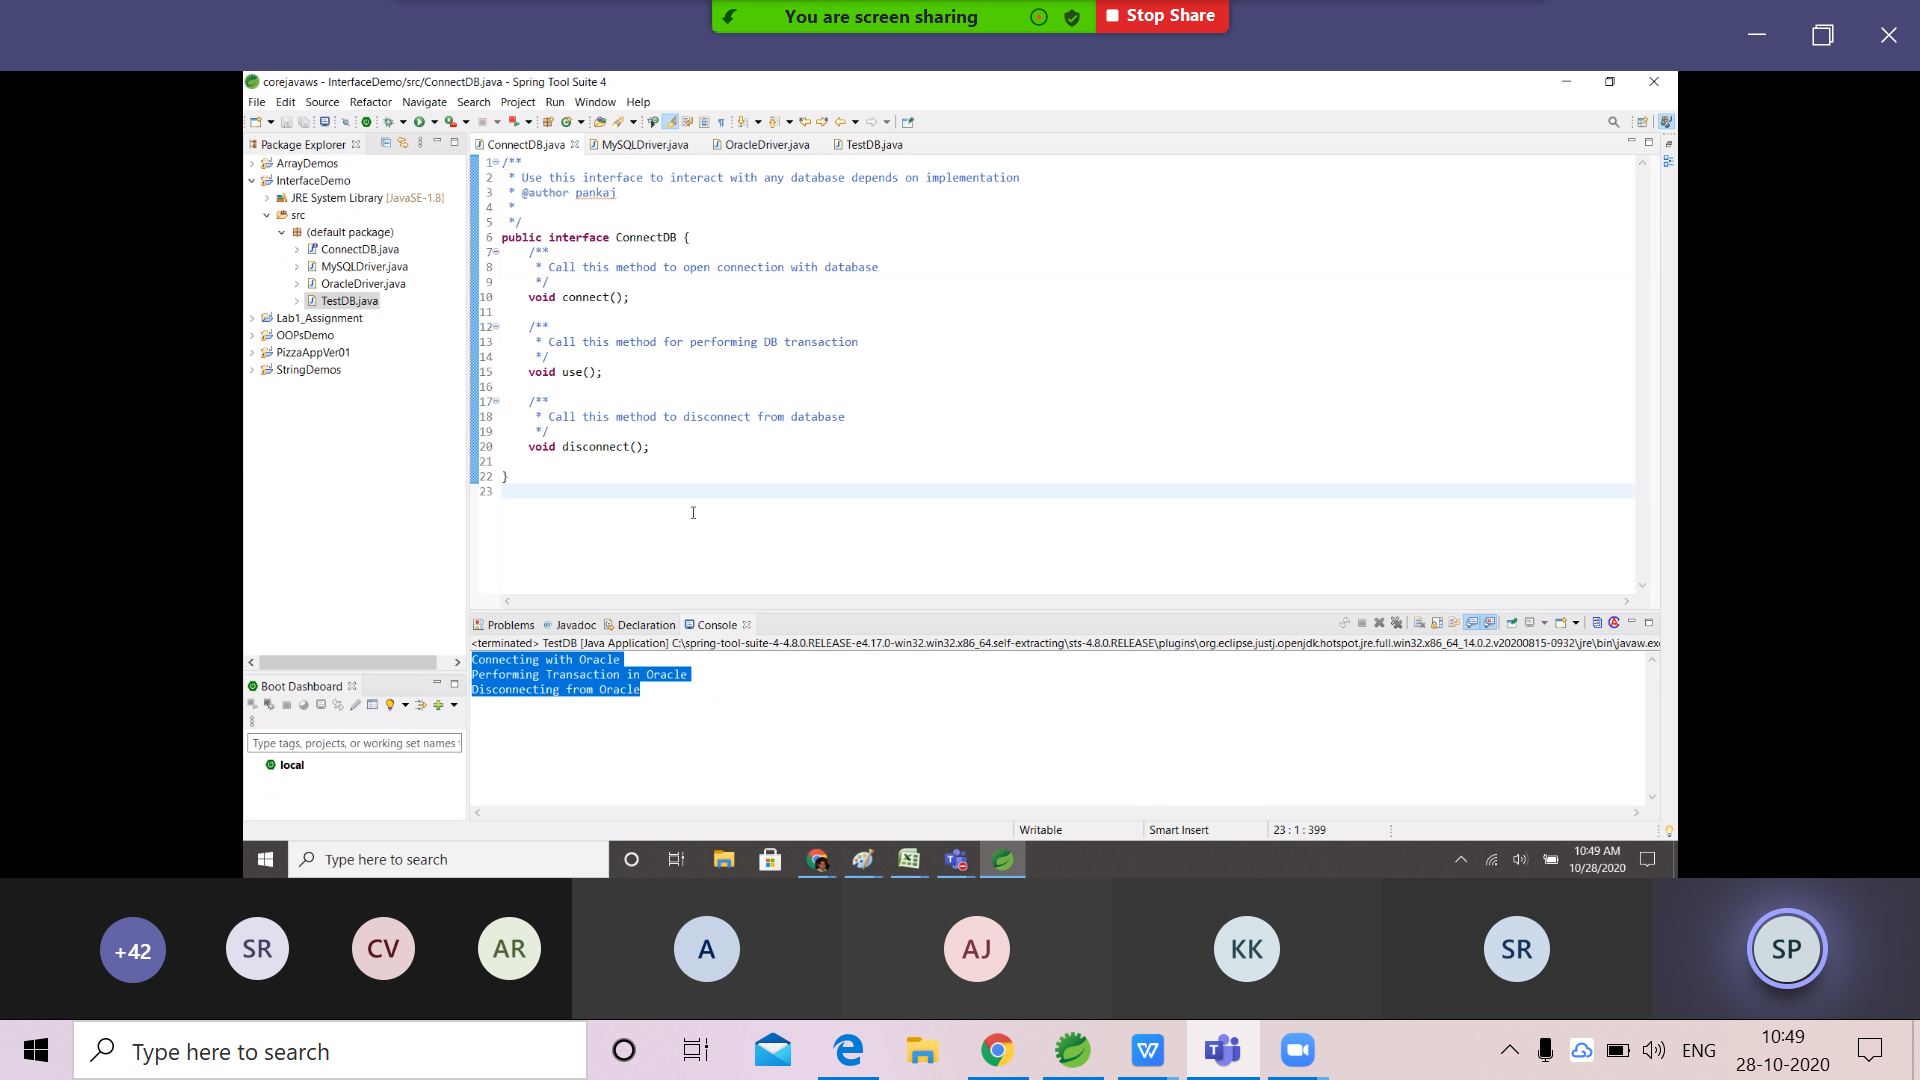 You are screen sharing
Stop Share
corejavaws - InterfaceDemo/src/ConnectDB.java - Spring Tool Suite 4
File Edit Source Refactor Navigate Search Project Run Window Help
Package Explorer
ArrayDemos
InterfaceDemo
JRE System Library [JavaSE-1.8]
src
(default package)
ConnectDB.java
MySQLDriver.java
OracleDriver.java
TestDB.java
Lab1_Assignment
OOPsDemo
PizzaAppVer01
StringDemos
ConnectDB.java MySQLDriver.java OracleDriver.java TestDB.java
1 /**
2 * Use this interface to interact with any database depends on implementation
3 * @author pankaj
4 *
5 */
6 public interface ConnectDB {
7 /**
8 * Call this method to open connection with database
9 */
10 void connect();
11
12 /**
13 * Call this method for performing DB transaction
14 */
15 void use();
16
17 /**
18 * Call this method to disconnect from database
19 */
20 void disconnect();
21
22 }
23
Problems @ Javadoc Declaration Console
<terminated> TestDB [Java Application] C:\spring-tool-suite-4-4.8.0.RELEASE-e4.17.0-win32.win32.x86_64.self-extracting\sts-4.8.0.RELEASE\plugins\org.eclipse.justj.openjdk.hotspot.jre.full.win32.x86_64_14.0.2.v20200815-0932\jre\bin\javaw.exe
Connecting with Oracle
Performing Transaction in Oracle
Disconnecting from Oracle
Boot Dashboard
Type tags, projects, or working set names
local
Writable Smart Insert 23 : 1 : 399
Type here to search
10:49 AM
10/28/2020
+42 SR CV AR A AJ KK SR SP
Type here to search
ENG
10:49
28-10-2020